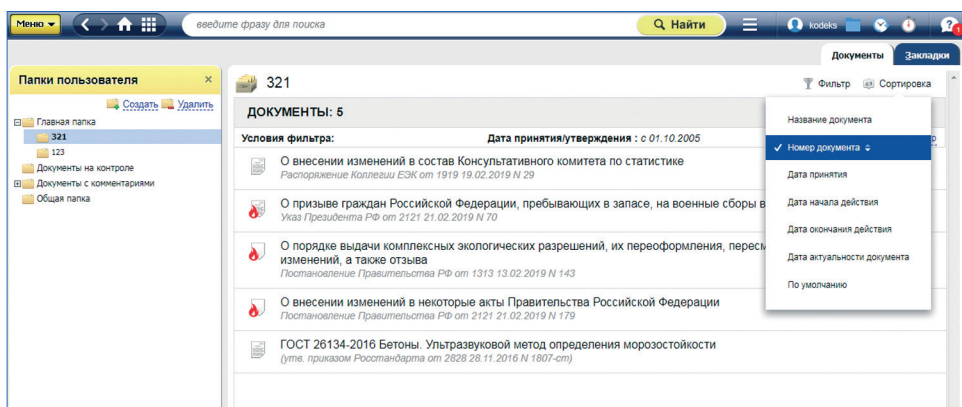 Меню
введите фразу для поиска
Найти
kodeks
1
Документы
Закладки
Папки пользователя ×
Создать Удалить
Главная папка
321
123
Документы на контроле
Документы с комментариями
Общая папка
321
Фильтр Сортировка
ДОКУМЕНТЫ: 5
Условия фильтра: Дата принятия/утверждения : с 01.10.2005
О внесении изменений в состав Консультативного комитета по статистике
Распоряжение Коллегии ЕЭК от 1919 19.02.2019 N 29
О призыве граждан Российской Федерации, пребывающих в запасе, на военные сборы в
Указ Президента РФ от 2121 21.02.2019 N 70
О порядке выдачи комплексных экологических разрешений, их переоформления, пересм
изменений, а также отзыва
Постановление Правительства РФ от 1313 13.02.2019 N 143
О внесении изменений в некоторые акты Правительства Российской Федерации
Постановление Правительства РФ от 2121 21.02.2019 N 179
ГОСТ 26134-2016 Бетоны. Ультразвуковой метод определения морозостойкости
(утв. приказом Росстандарта от 2828 28.11.2016 N 1807-ст)
Название документа
✓ Номер документа
Дата принятия
Дата начала действия
Дата окончания действия
Дата актуальности документа
По умолчанию